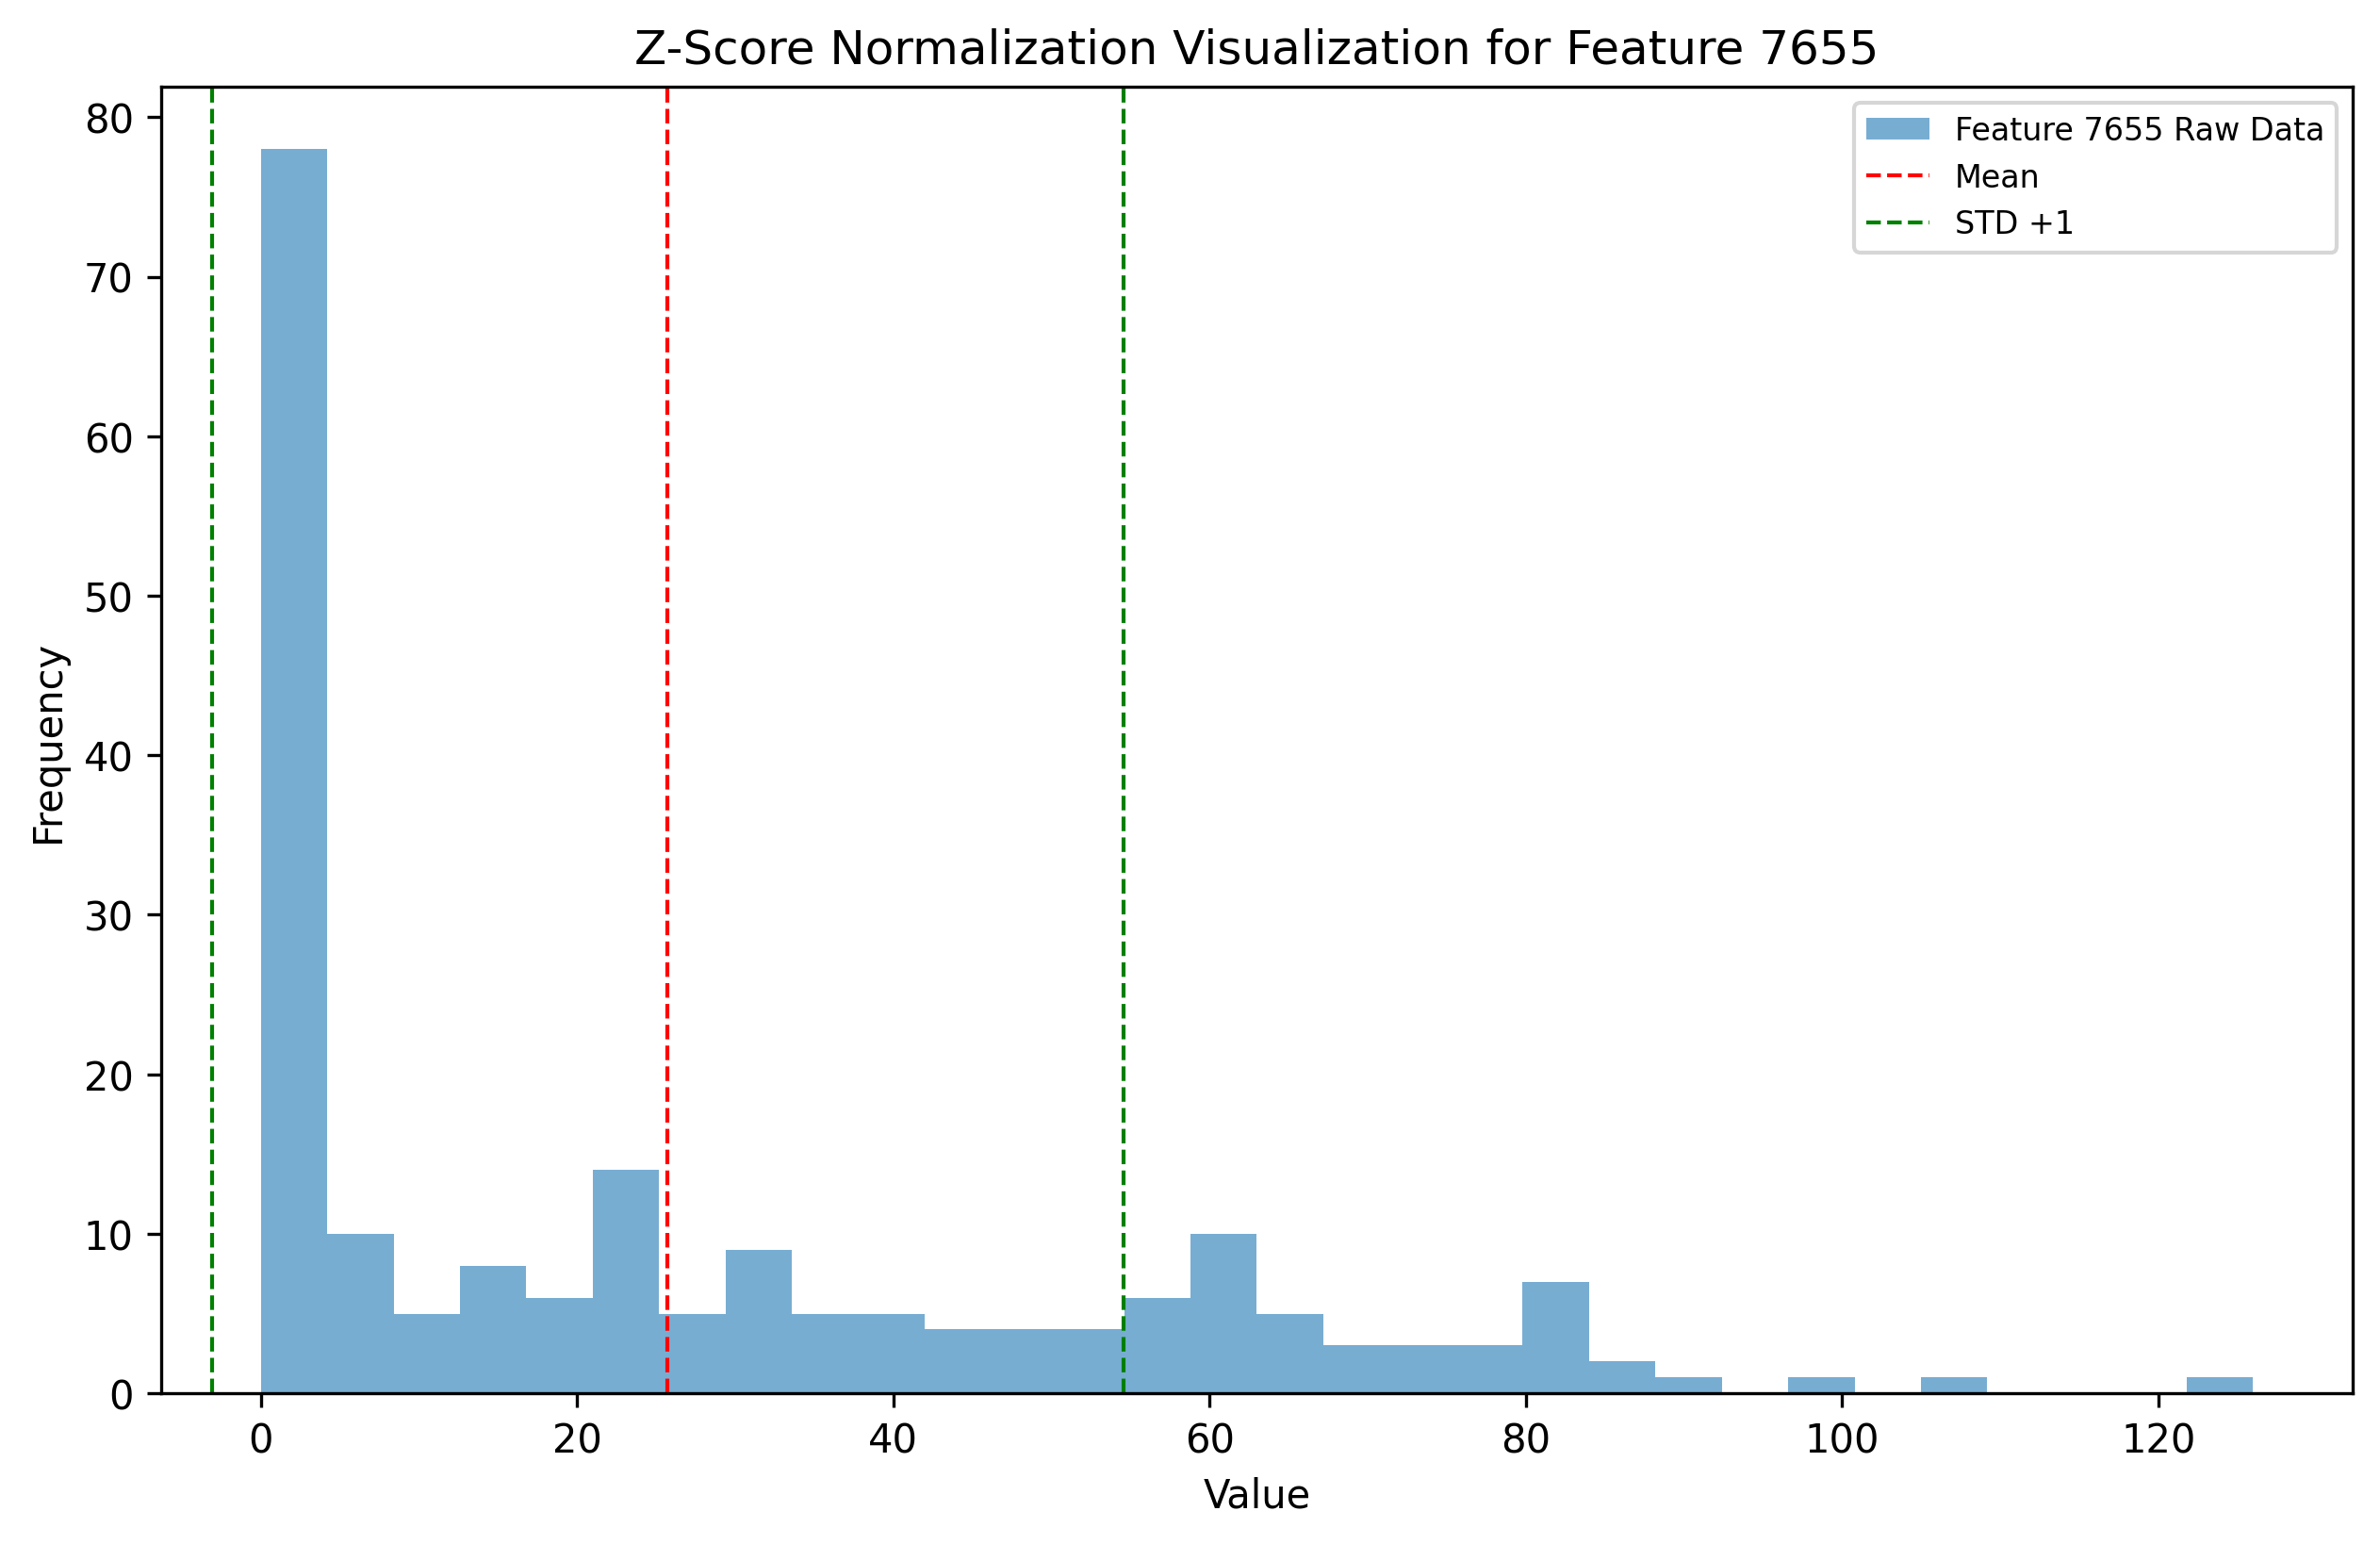 Z-Score Normalization Visualization for Feature 7655
Feature 7655 Raw Data
Mean
STD +1
80
70
60
50
40
30
20
10
0
Frequency
0 20 40 60 80 100 120
Value